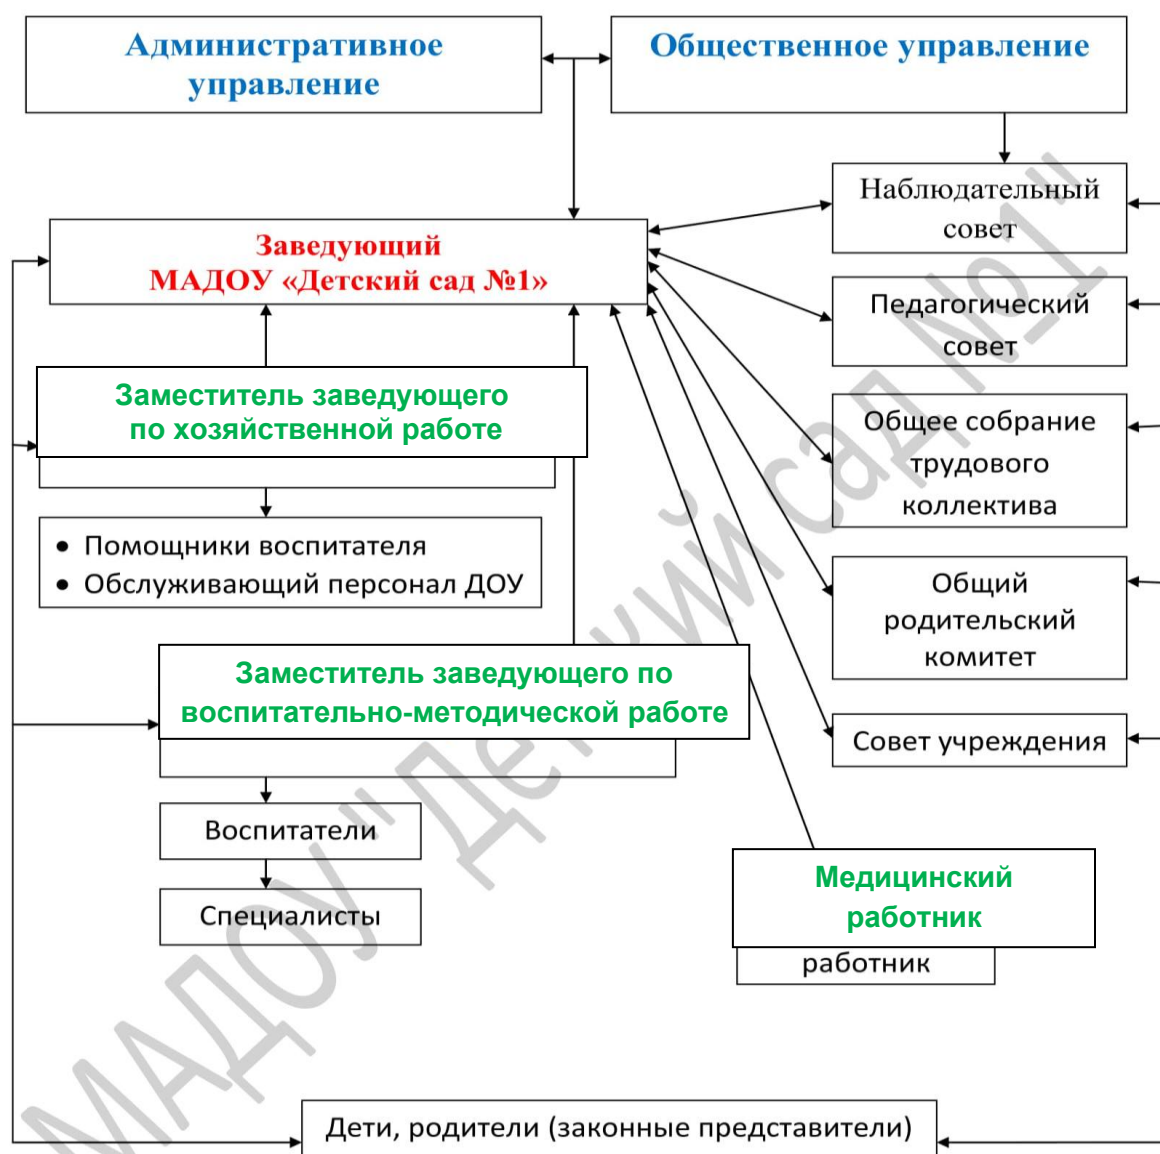 Административное
управление
Общественное управление
Наблюдательный
совет
Заведующий
МАДОУ «Детский сад №1»
Педагогический
совет
Заместитель заведующего
по хозяйственной работе
Общее собрание
трудового
коллектива
• Помощники воспитателя
• Обслуживающий персонал ДОУ
Общий
родительский
комитет
Заместитель заведующего по
воспитательно-методической работе
Совет учреждения
Воспитатели
Специалисты
Медицинский
работник
работник
Дети, родители (законные представители)
МАДОУ "Детский сад №1"